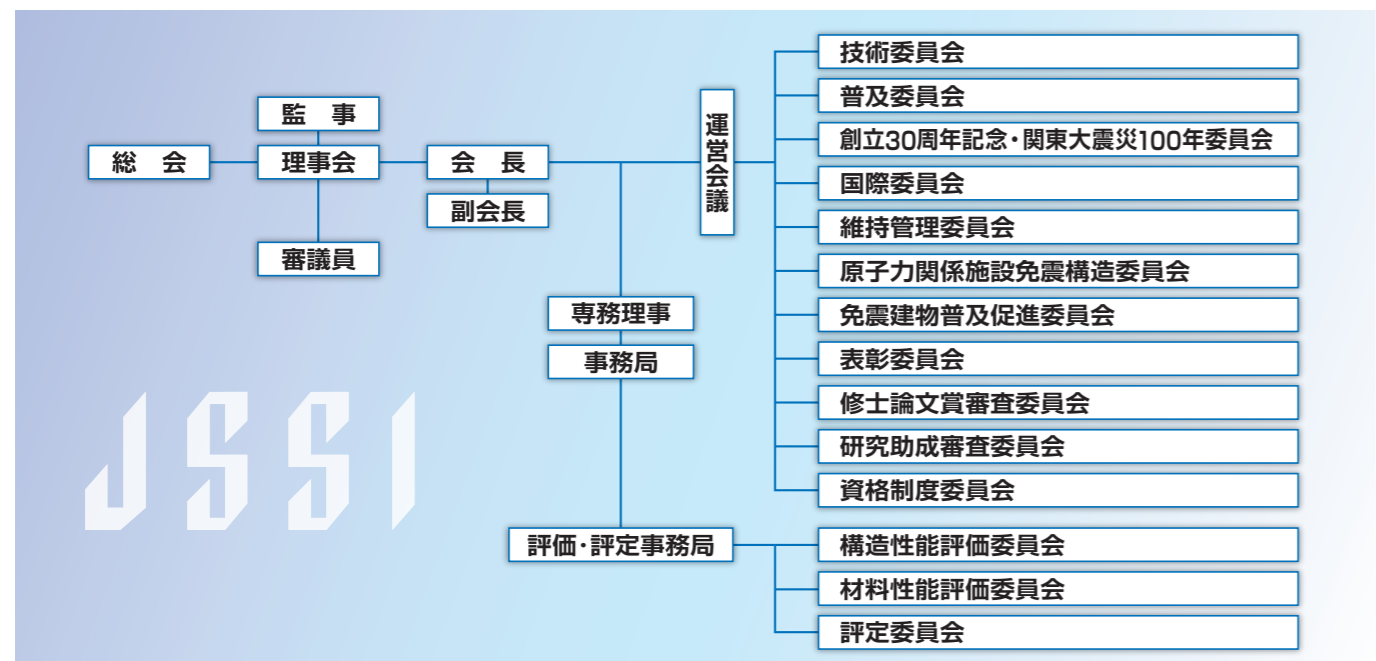 総　会
監　事
理事会
審議員
会　長
副会長
専務理事
事務局
評価・評定事務局
運営会議
技術委員会
普及委員会
創立30周年記念・関東大震災100年委員会
国際委員会
維持管理委員会
原子力関係施設免震構造委員会
免震建物普及促進委員会
表彰委員会
修士論文賞審査委員会
研究助成審査委員会
資格制度委員会
構造性能評価委員会
材料性能評価委員会
評定委員会
JSSI